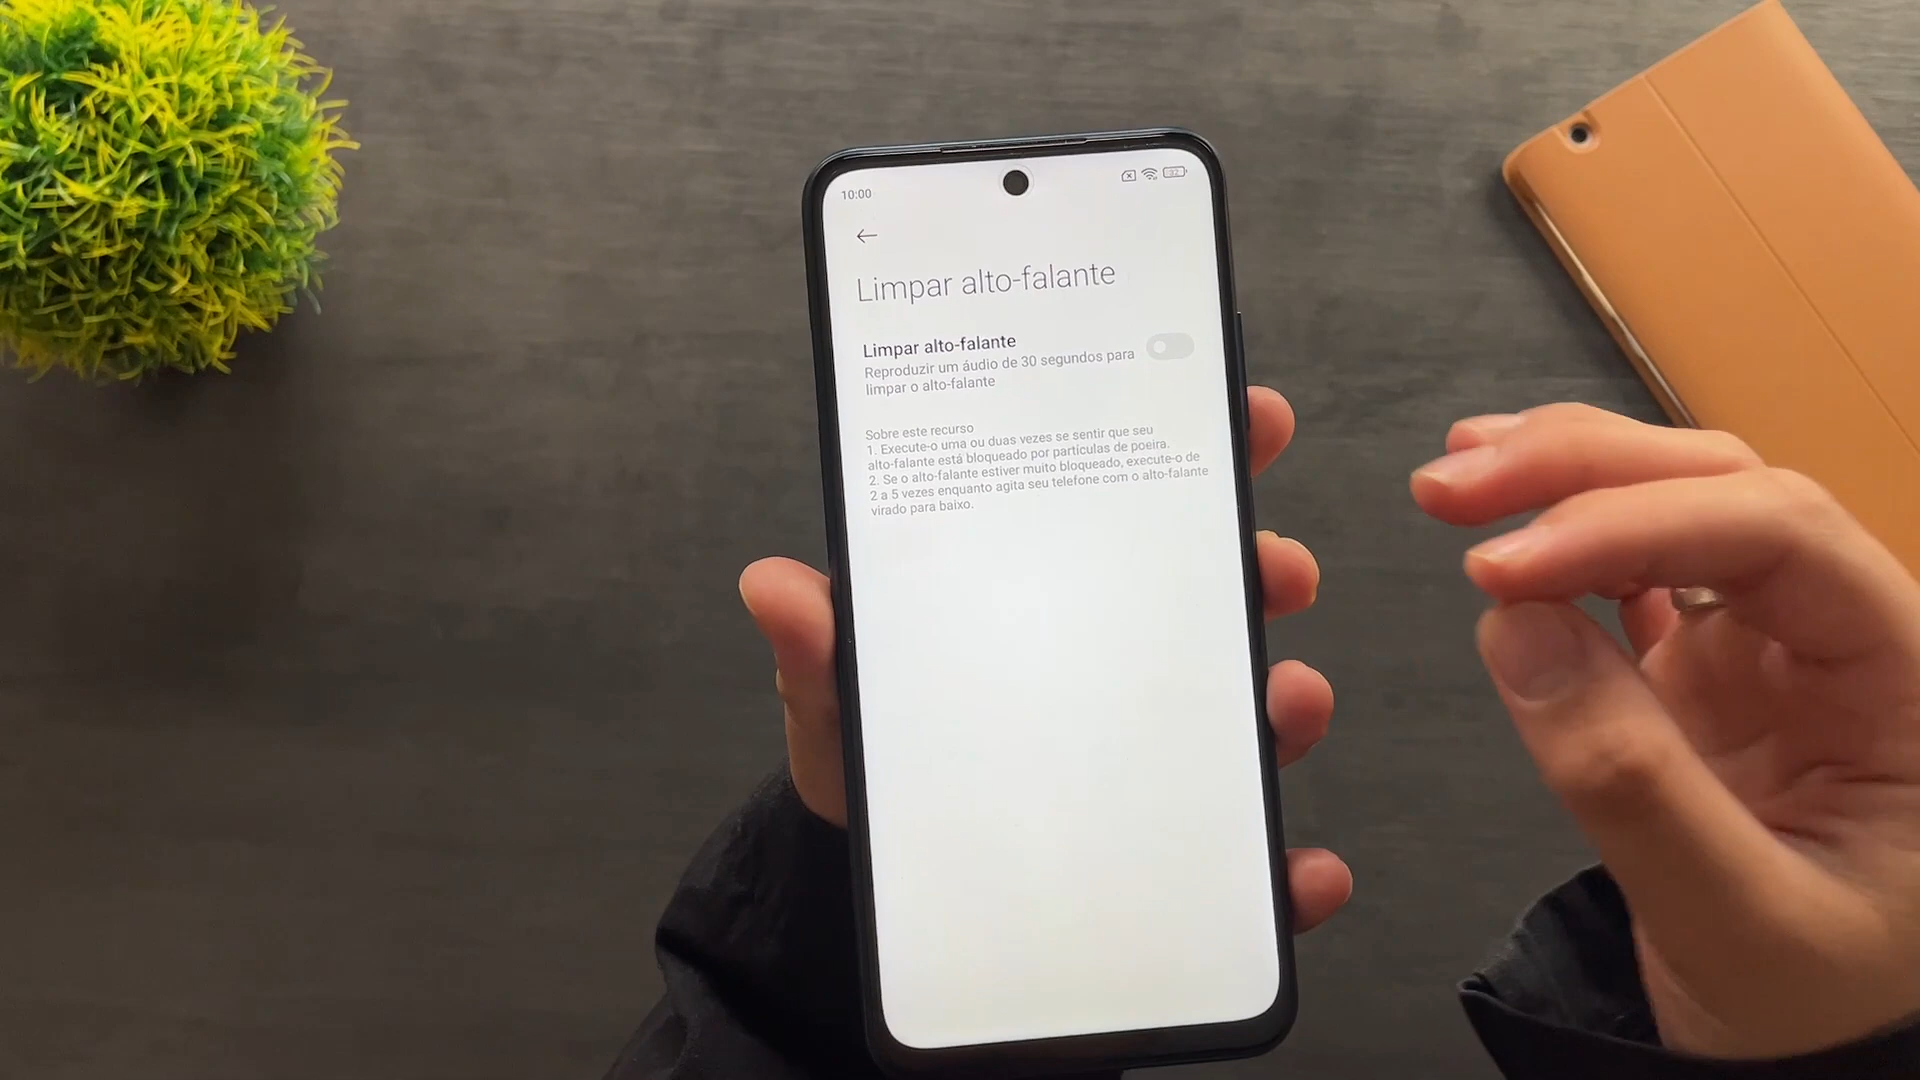 10:00
32
Limpar alto-falante
Limpar alto-falante
Reproduzir um áudio de 30 segundos para
limpar o alto-falante
Sobre este recurso
1. Execute-o uma ou duas vezes se sentir que seu
alto-falante está bloqueado por partículas de poeira.
2. Se o alto-falante estiver muito bloqueado, execute-o de
2 a 5 vezes enquanto agita seu telefone com o alto-falante
virado para baixo.